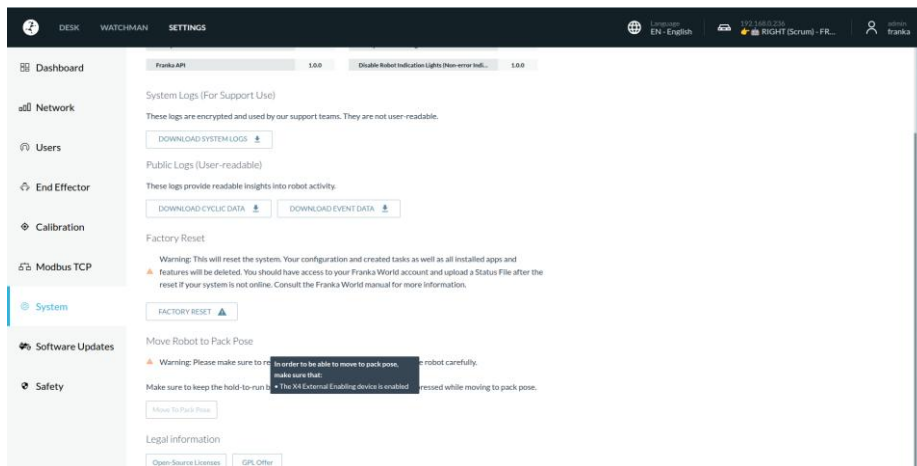 DESK WATCHMAN SETTINGS
Language
EN - English
192.168.0.236
RIGHT (Scrum) - FR...
admin
franka
Dashboard
Network
Users
End Effector
Calibration
Modbus TCP
System
Software Updates
Safety
Franka API 1.0.0 Disable Robot Indication Lights (Non-error Indi... 1.0.0
System Logs (For Support Use)
These logs are encrypted and used by our support teams. They are not user-readable.
DOWNLOAD SYSTEM LOGS
Public Logs (User-readable)
These logs provide readable insights into robot activity.
DOWNLOAD CYCLIC DATA DOWNLOAD EVENT DATA
Factory Reset
Warning: This will reset the system. Your configuration and created tasks as well as all installed apps and
features will be deleted. You should have access to your Franka World account and upload a Status File after the
reset if your system is not online. Consult the Franka World manual for more information.
FACTORY RESET
Move Robot to Pack Pose
Warning: Please make sure to re
e robot carefully.
In order to be able to move to pack pose,
make sure that:
• The X4 External Enabling device is enabled
Make sure to keep the hold-to-run b
ressed while moving to pack pose.
Move To Pack Pose
Legal information
Open-Source Licenses GPL Offer